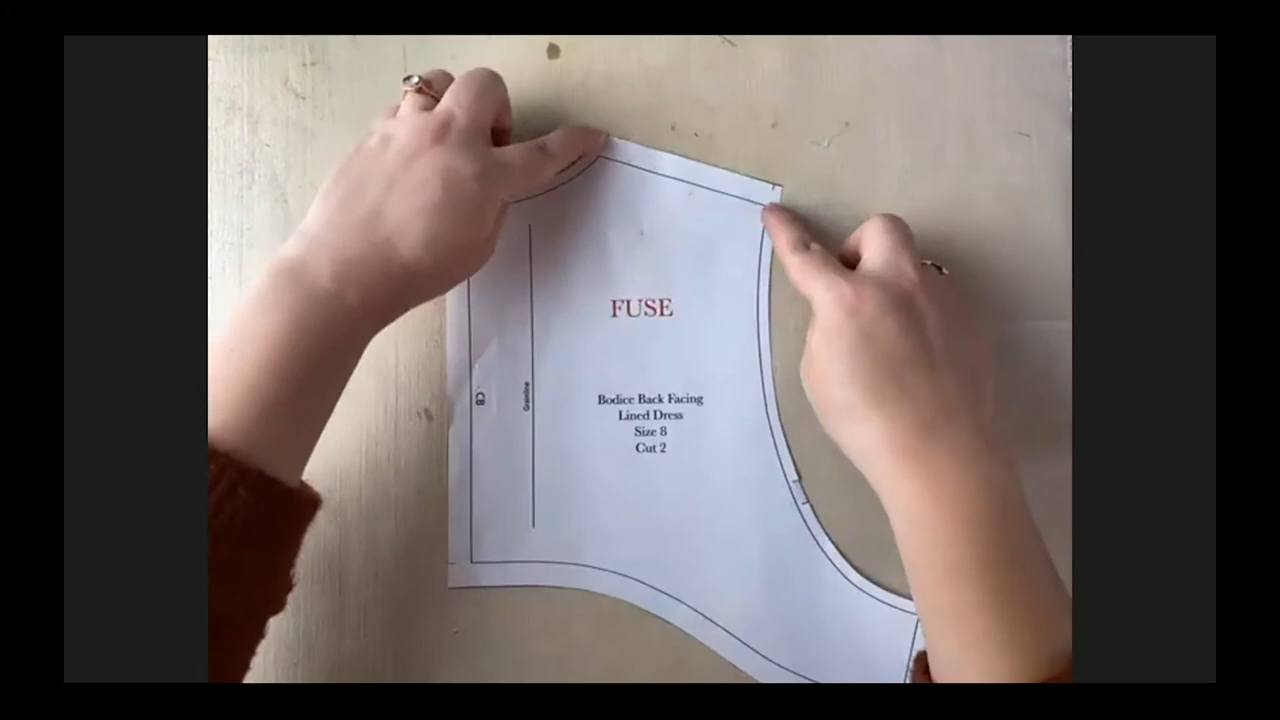 FUSE
CB
Grainline
Bodice Back Facing
Lined Dress
Size 8
Cut 2